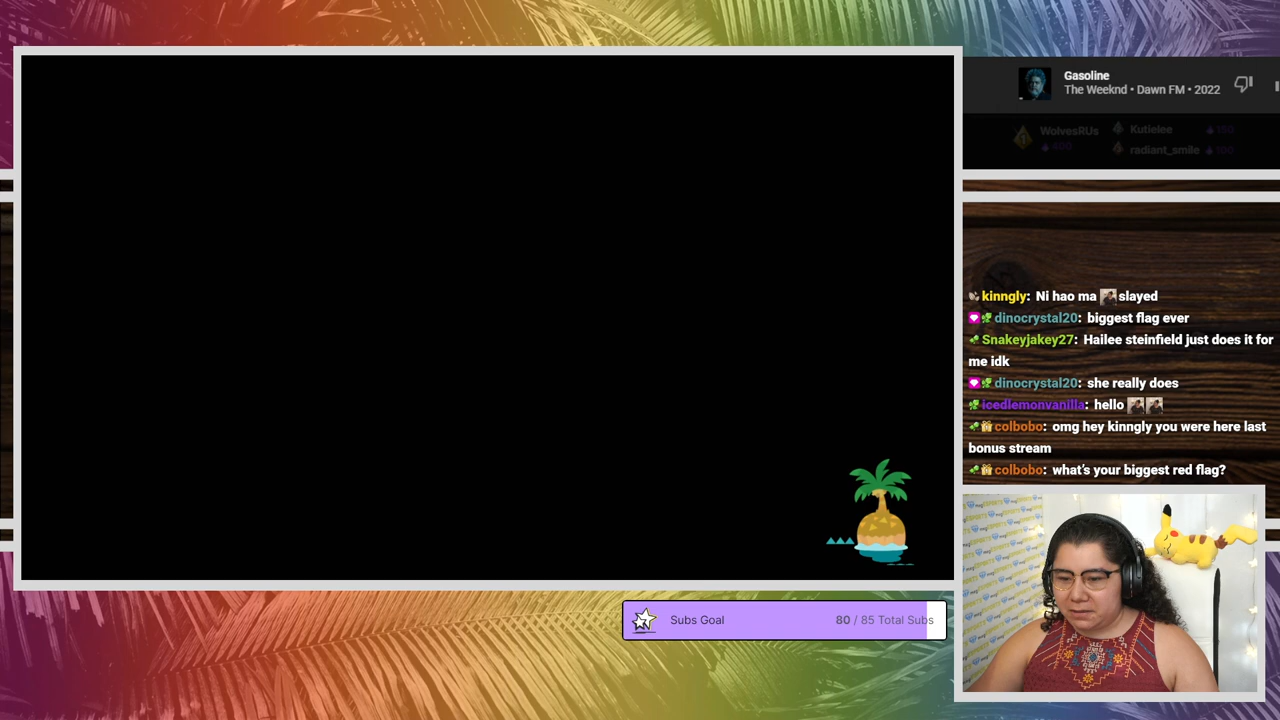 Gasoline
The Weeknd • Dawn FM • 2022
WolvesRUs
400
Kutielee
radiant_smile
100
kinngly: Ni hao ma slayed
dinocrystal20: biggest flag ever
Snakeyjakey27: Hailee steinfield just does it for
me idk
dinocrystal20: she really does
icedlemonvanilla: hello
colbobo: omg hey kinngly you were here last
bonus stream
colbobo: what’s your biggest red flag?
Subs Goal
80 / 85 Total Subs